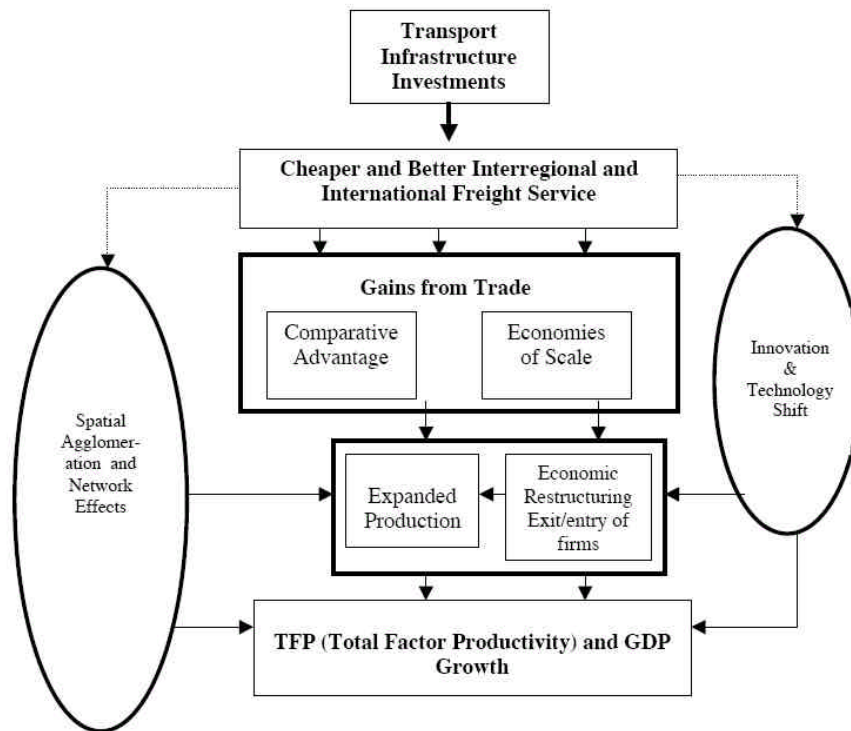 Transport
Infrastructure
Investments
Cheaper and Better Interregional and
International Freight Service
Gains from Trade
Comparative
Advantage
Economies
of Scale
Innovation
&
Technology
Shift
Spatial
Agglomer-
ation and
Network
Effects
Expanded
Production
Economic
Restructuring
Exit/entry of
firms
TFP (Total Factor Productivity) and GDP
Growth